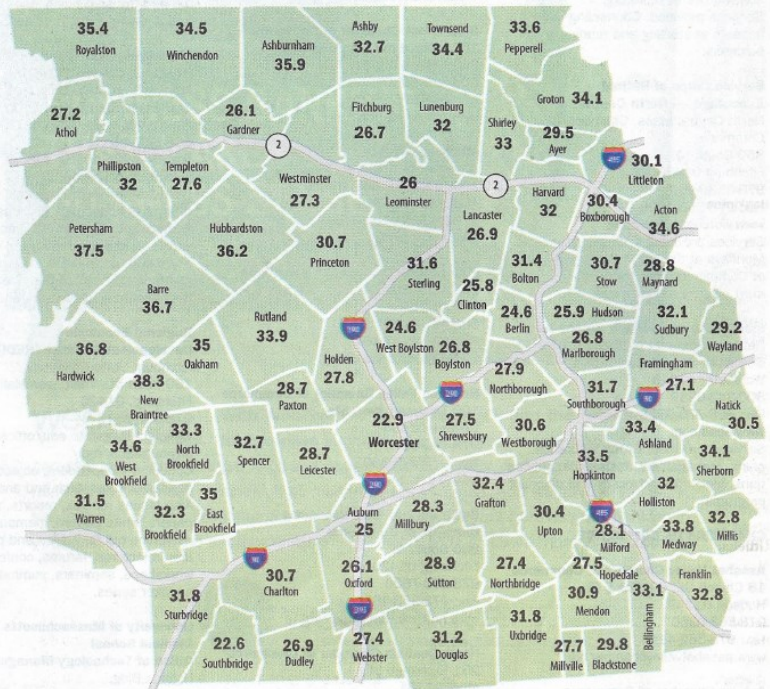 35.4
Royalston
34.5
Winchendon
Ashburnham
35.9
Ashby
32.7
Townsend
34.4
33.6
Pepperell
27.2
Athol
26.1
Gardner
Fitchburg
26.7
Lunenburg
32
Groton 34.1
Shirley
33
29.5
Ayer
2
495
30.1
Littleton
Phillipston
32
Templeton
27.6
Westminster
27.3
26
Leominster
2
Harvard
32
30.4
Boxborough
Acton
34.6
Lancaster
26.9
Petersham
37.5
Hubbardston
36.2
30.7
Princeton
31.6
Sterling
31.4
Bolton
30.7
Stow
28.8
Maynard
25.8
Clinton
Barre
36.7
Rutland
33.9
190
24.6
West Boylston
26.8
Boylston
24.6
Berlin
25.9 Hudson
26.8
Marlborough
32.1
Sudbury
29.2
Wayland
36.8
Hardwick
35
Oakham
Holden
27.8
27.9
Northborough
Framingham
27.1
38.3
New
Braintree
28.7
Paxton
290
31.7
Southborough
90
Natick
30.5
22.9
Worcester
27.5
Shrewsbury
30.6
Westborough
33.4
Ashland
34.1
Sherborn
34.6
West
Brookfield
33.3
North
Brookfield
32.7
Spencer
28.7
Leicester
33.5
Hopkinton
32
Holliston
31.5
Warren
32.3
Brookfield
35
East
Brookfield
290
Auburn
25
28.3
Millbury
32.4
Grafton
30.4
Upton
495
28.1
Milford
33.8
Medway
32.8
Millis
90
30.7
Charlton
26.1
Oxford
28.9
Sutton
27.4
Northbridge
27.5
Hopedale
Franklin
32.8
31.8
Sturbridge
395
30.9
Mendon
33.1
Bellingham
22.6
Southbridge
26.9
Dudley
27.4
Webster
31.2
Douglas
31.8
Uxbridge
27.7
Millville
29.8
Blackstone